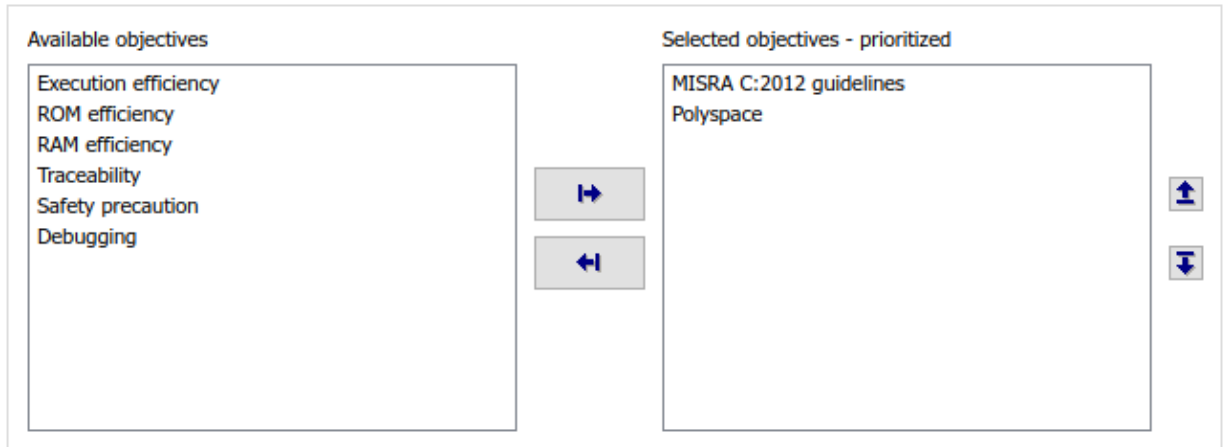 Available objectives
Execution efficiency
ROM efficiency
RAM efficiency
Traceability
Safety precaution
Debugging
Selected objectives - prioritized
MISRA C:2012 guidelines
Polyspace